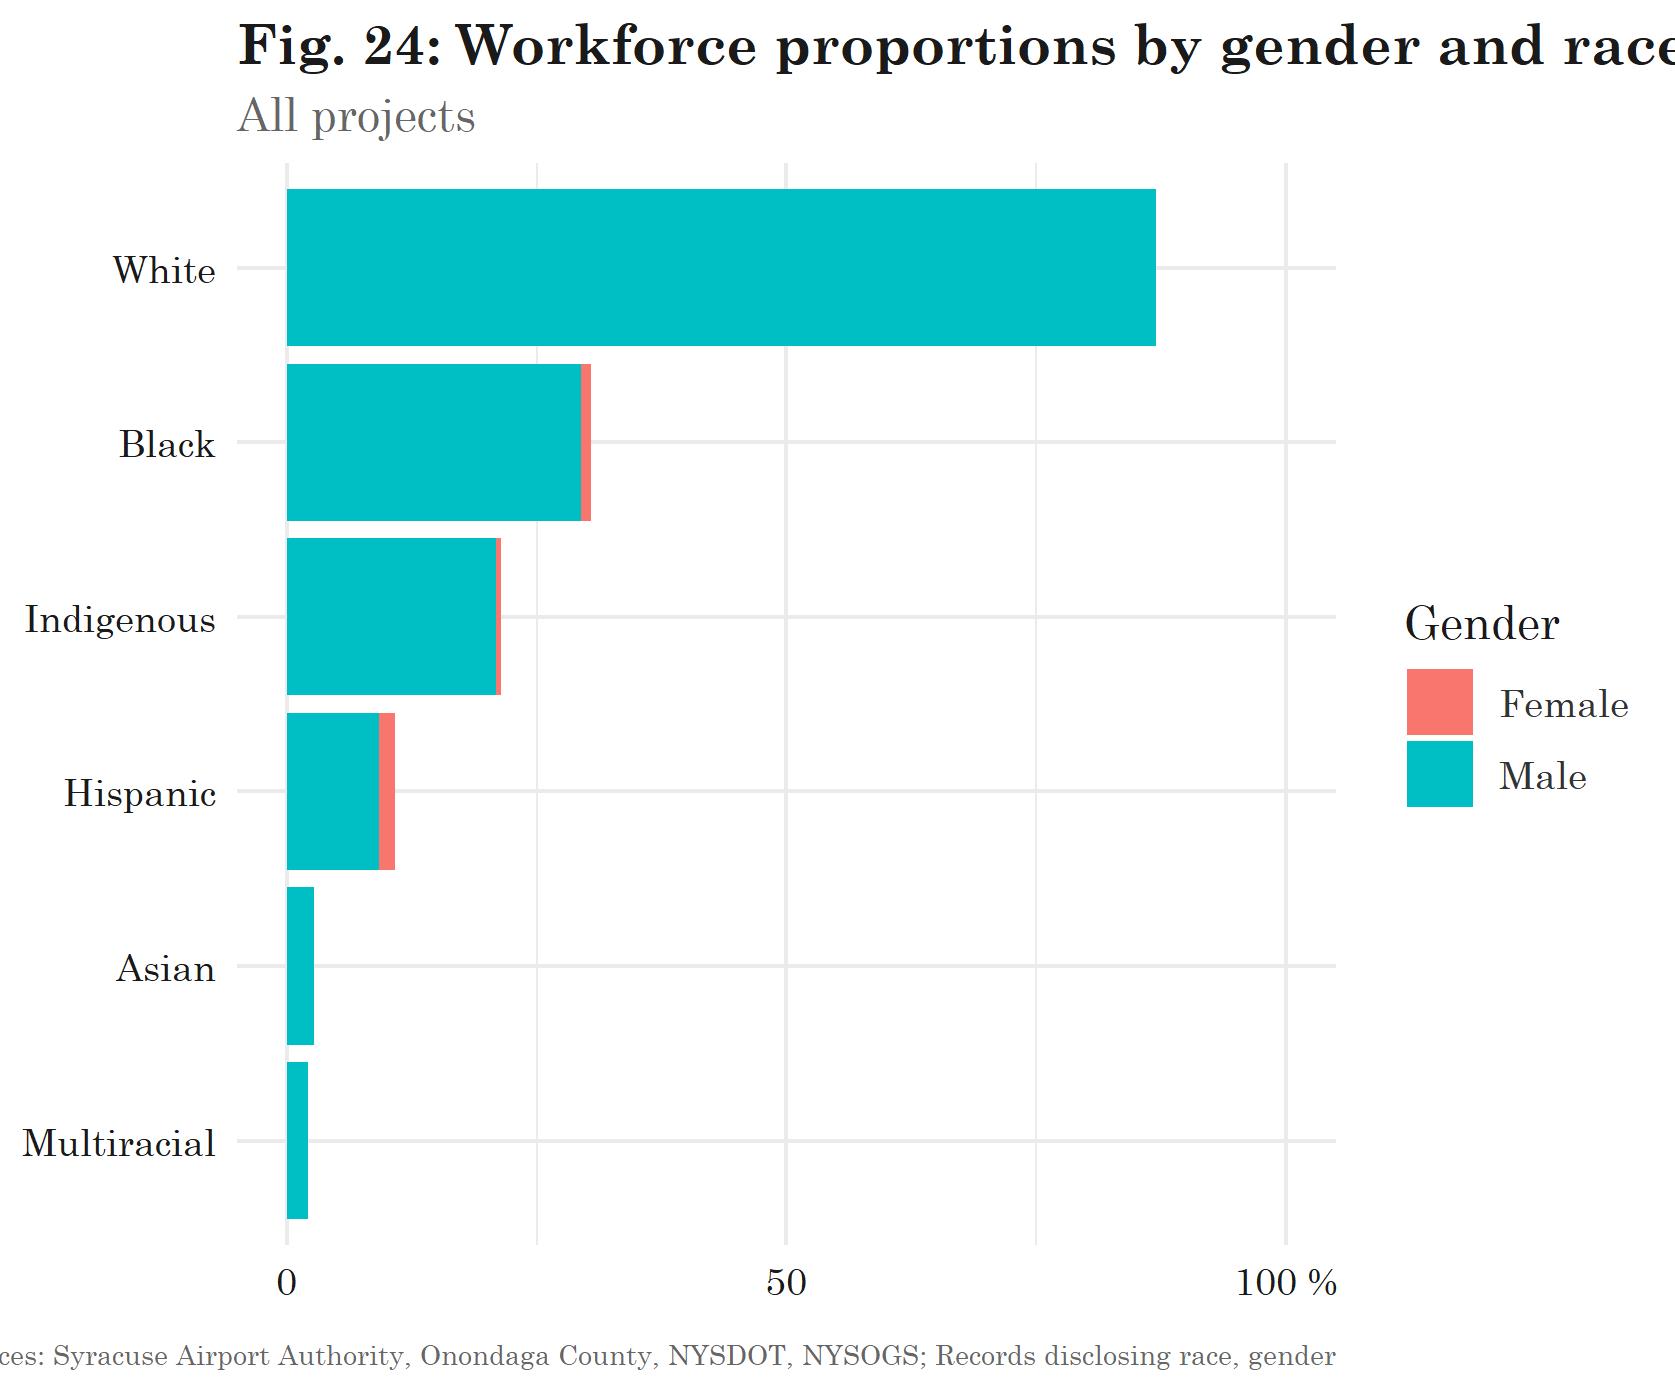 Fig. 24: Workforce proportions by gender and race
All projects
White
Black
Indigenous
Hispanic
Asian
Multiracial
0 50 100 %
Gender
Female
Male
Syracuse Airport Authority, Onondaga County, NYSDOT, NYSOGS; Records disclosing race, gender